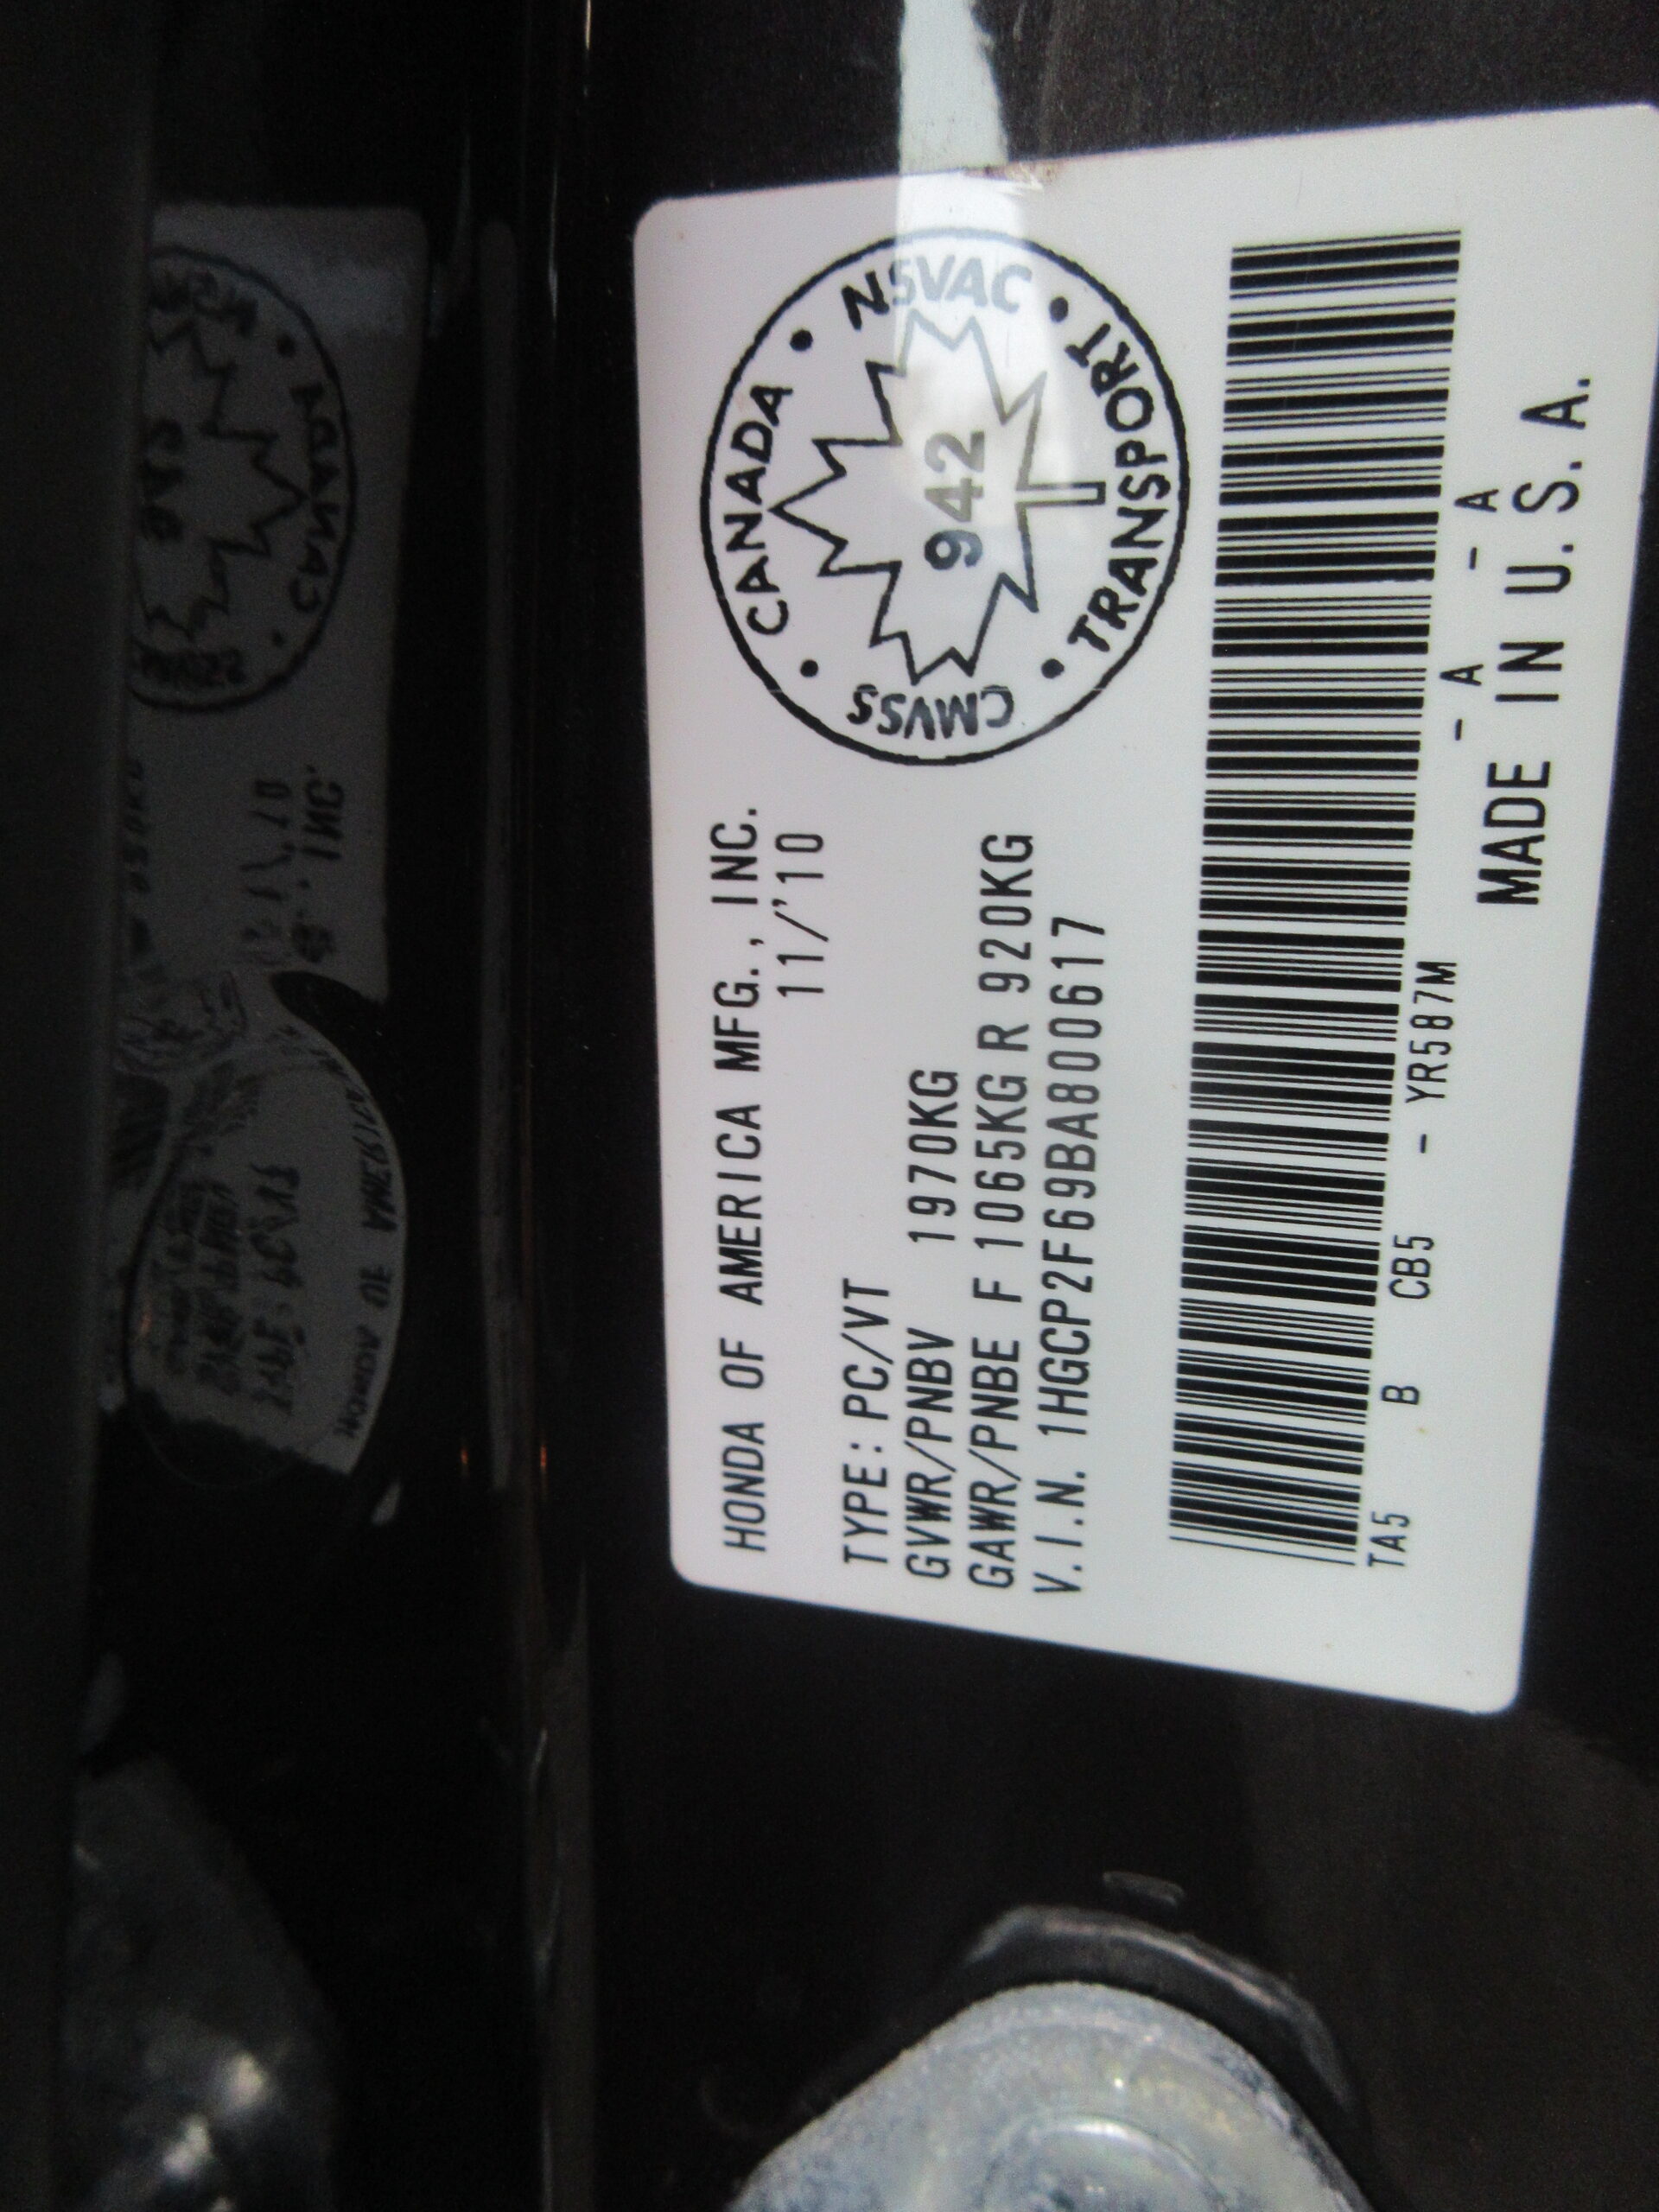 HONDA OF AMERICA MFG., INC.
11/'10
TYPE: PC/VT
GVWR/PNBV 1970KG
GAWR/PNBE F 1065KG R 920KG
V.I.N. 1HGCP2F69BA800617
CANADA • NSVAC • TRANSPORT • CMVSS •
942
TA5 B CB5 - YR587M - A - A
MADE IN U.S.A.